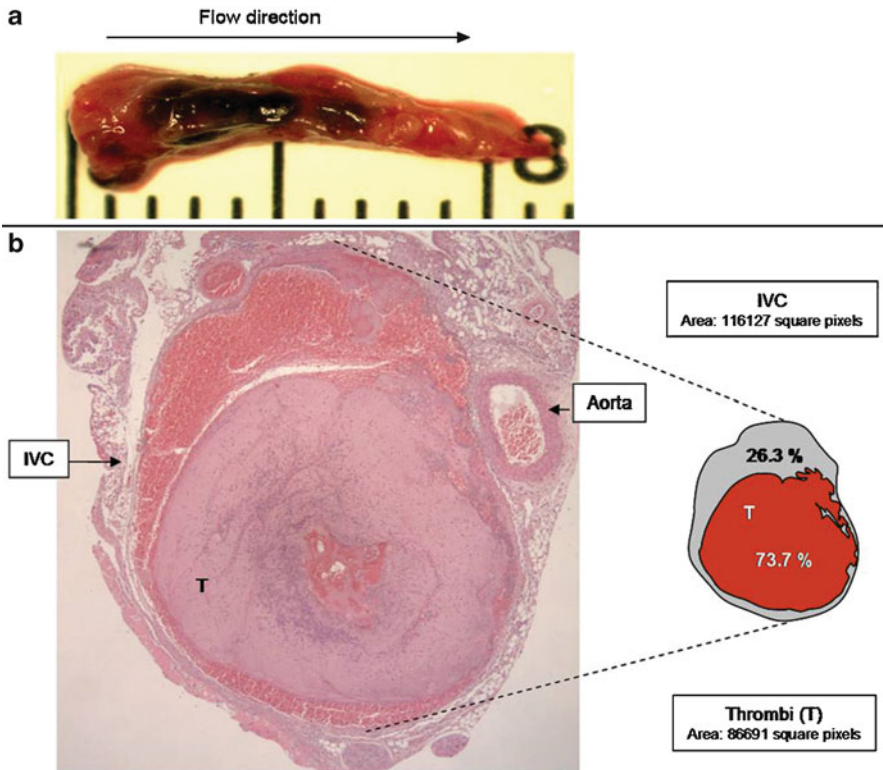 a
Flow direction
8
b
IVC
Area: 116127 square pixels
Aorta
IVC
26.3 %
T
T
73.7 %
Thrombi (T)
Area: 86691 square pixels